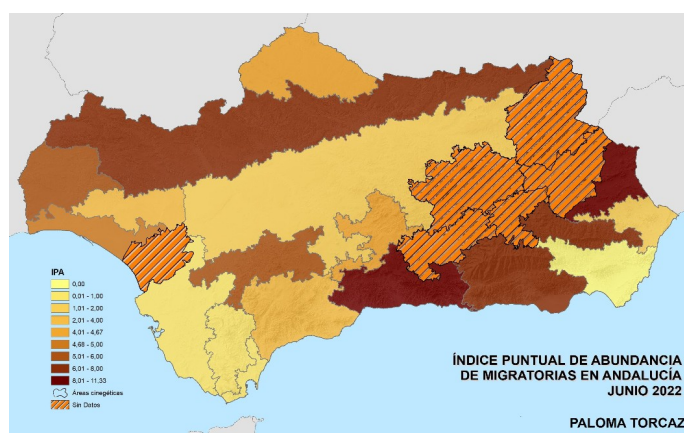 IPA
0,00
0,01 - 1,00
1,01 - 2,00
2,01 - 4,00
4,01 - 4,67
4,68 - 5,00
5,01 - 6,00
6,01 - 8,00
8,01 - 11,33
Áreas cinegéticas
Sin Datos
ÍNDICE PUNTUAL DE ABUNDANCIA
DE MIGRATORIAS EN ANDALUCÍA
JUNIO 2022
PALOMA TORCAZ